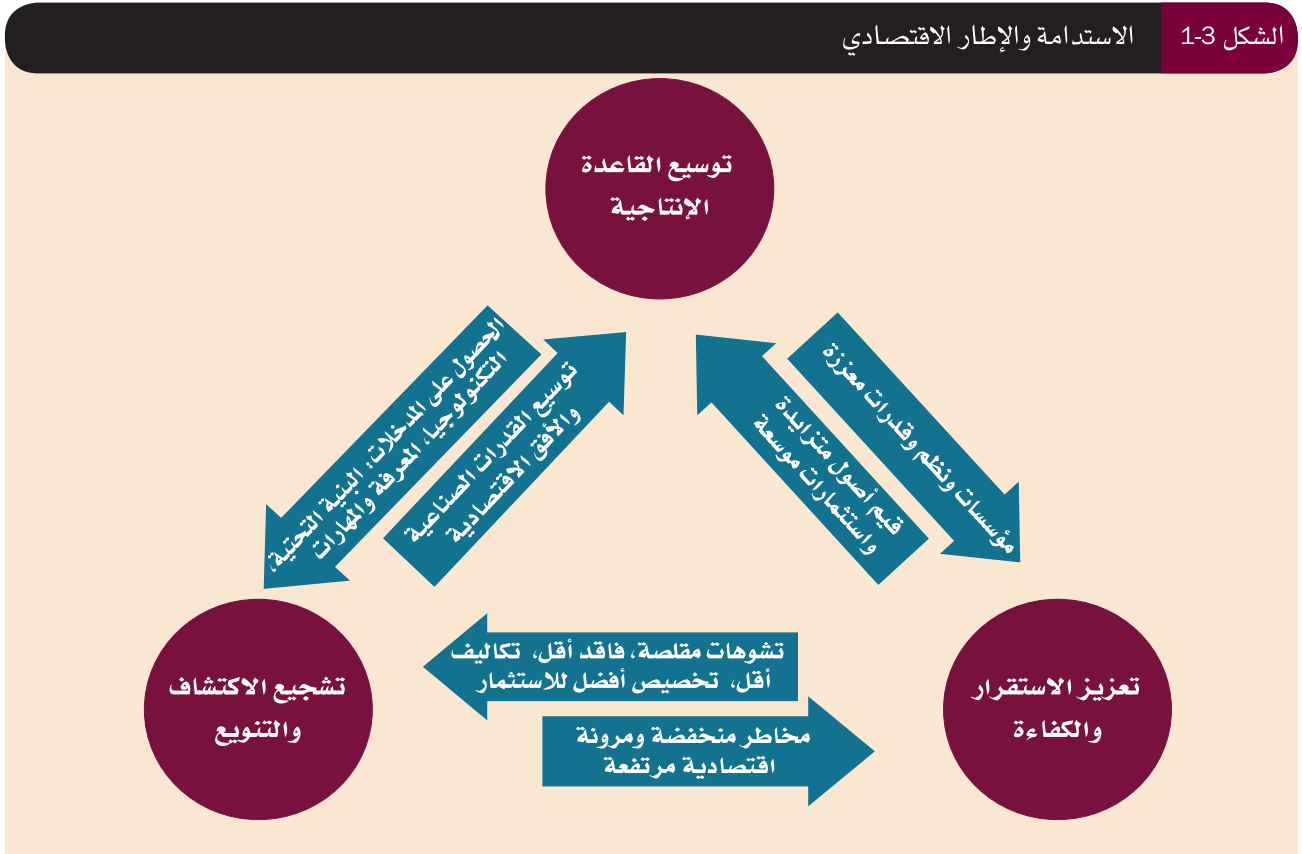 الشكل 3-1
الاستدامة والإطار الاقتصادي
توسيع القاعدة
الإنتاجية
مؤسسات ونظم وقدرات معززة
قيم أصول متزايدة
واستثمارات موسعة
توسيع القدرات الصناعية
والأفق الاقتصادية
الحصول على المدخلات: البنية التحتية،
التكنولوجيا، المعرفة والمهارات
تعزيز الاستقرار
والكفاءة
تشوهات مقلصة، فاقد أقل، تكاليف
أقل، تخصيص أفضل للاستثمار
مخاطر منخفضة ومرونة
اقتصادية مرتفعة
تشجيع الاكتشاف
والتنويع